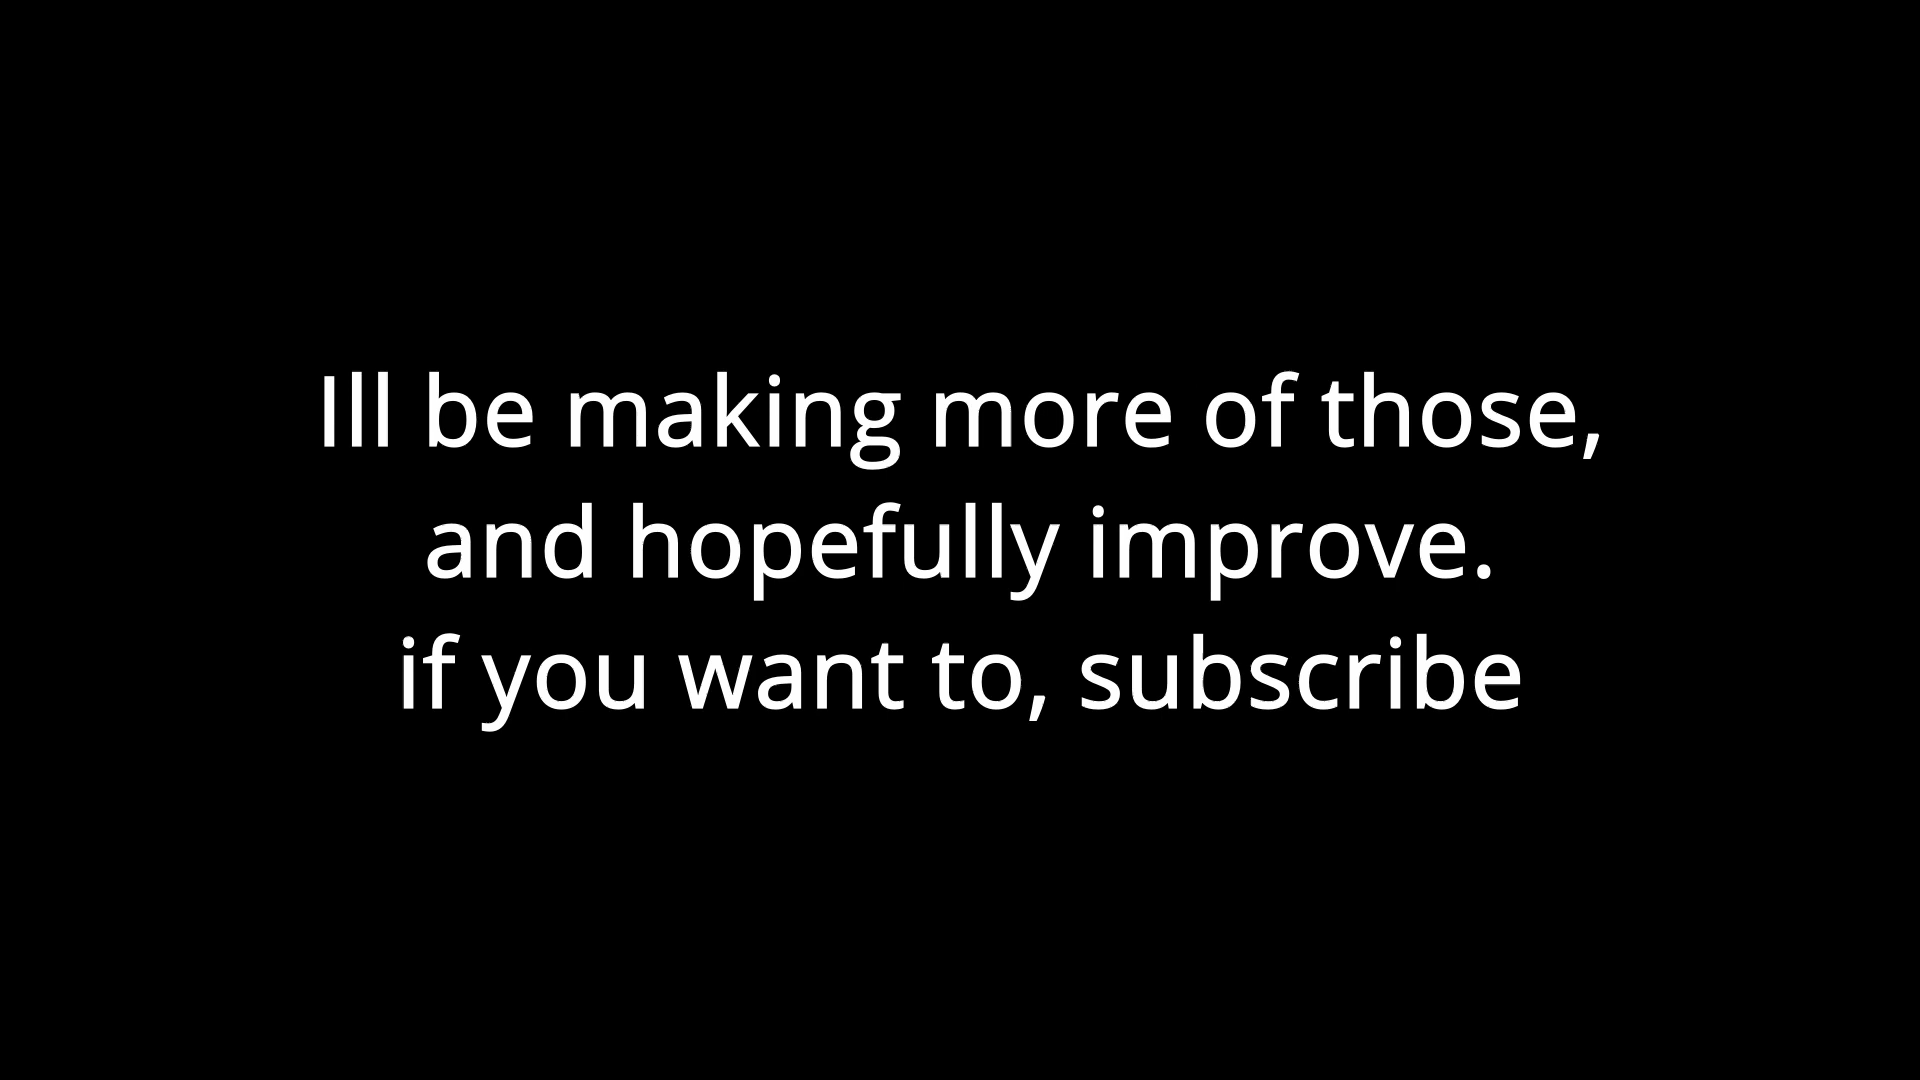 Ill be making more of those,
and hopefully improve.
if you want to, subscribe